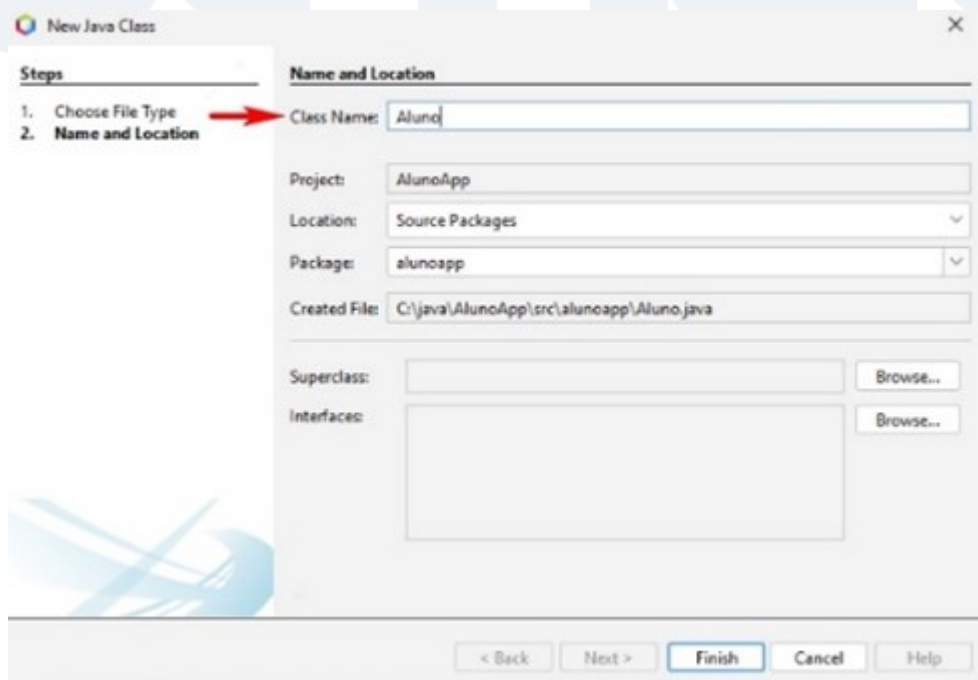 New Java Class
Steps
1. Choose File Type
2. Name and Location
Name and Location
Class Name: Aluno
Project: AlunoApp
Location: Source Packages
Package: alunoapp
Created File: C:\java\AlunoApp\src\alunoapp\Aluno.java
Superclass: Browse...
Interfaces: Browse...
< Back Next > Finish Cancel Help